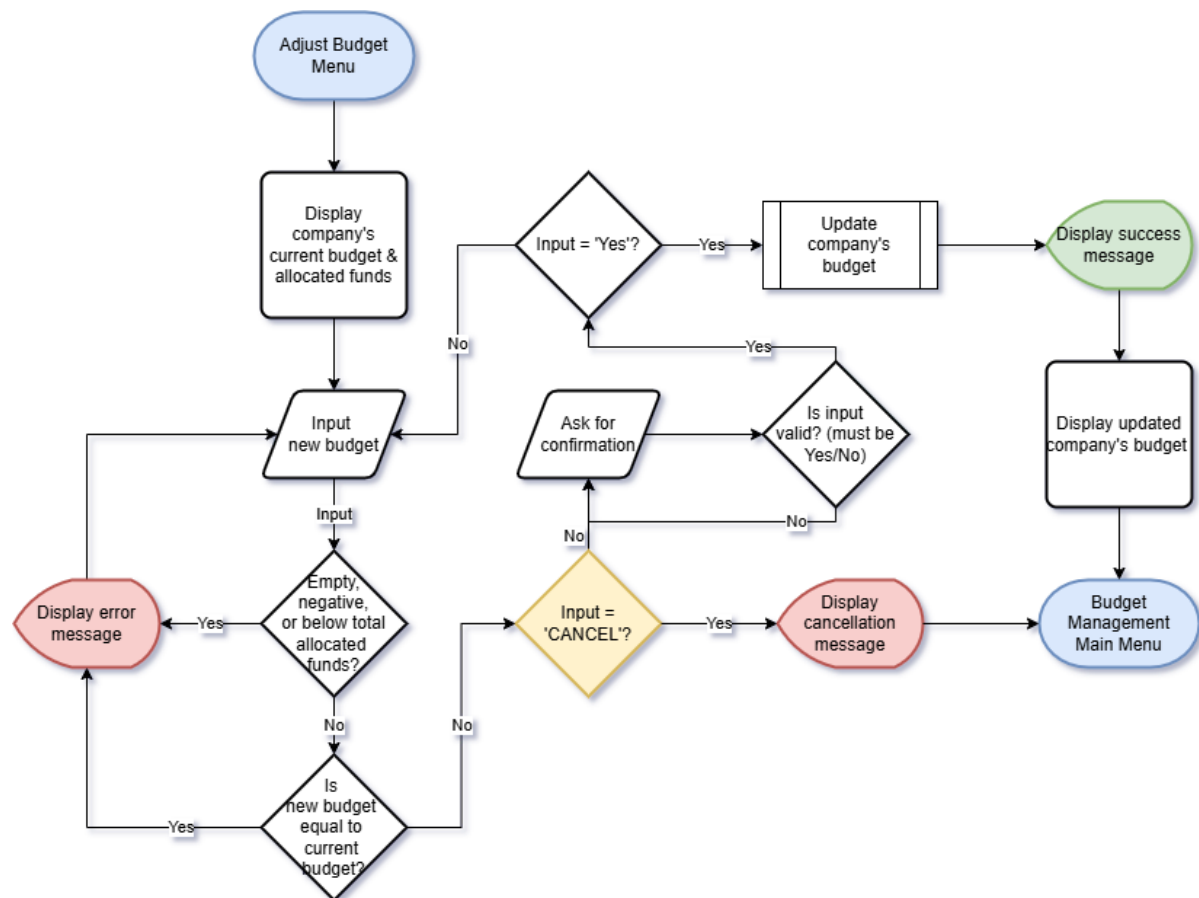 Adjust Budget
Menu
Display
company's
current budget &
allocated funds
Input = 'Yes'?
Yes
Update
company's
budget
Display success
message
No
Yes
Input
new budget
Ask for
confirmation
Is input
valid? (must be
Yes/No)
Display updated
company's budget
Input
No
No
Display error
message
Yes
Empty,
negative,
or below total
allocated
funds?
Input =
'CANCEL'?
Yes
Display
cancellation
message
Budget
Management
Main Menu
No
No
Is
new budget
equal to
current
budget?
Yes